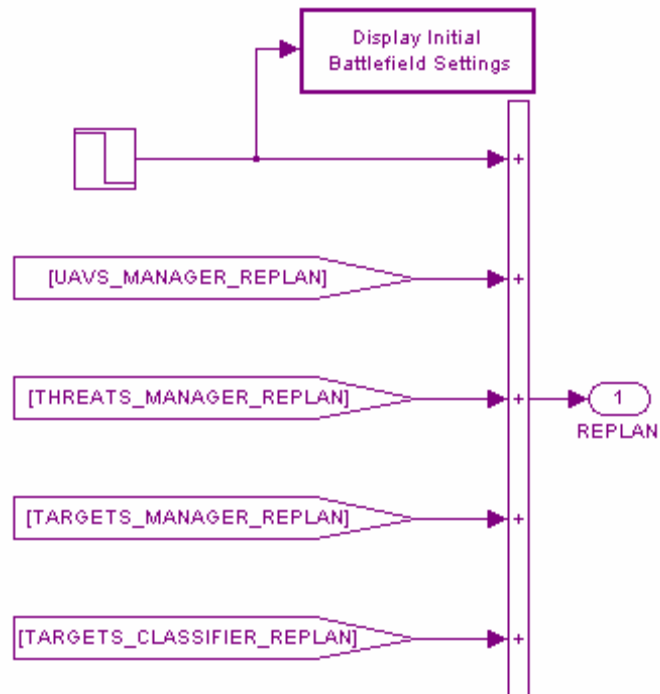 Display Initial
Battlefield Settings
+
[UAVS_MANAGER_REPLAN]
+
[THREATS_MANAGER_REPLAN]
+
1
REPLAN
[TARGETS_MANAGER_REPLAN]
+
[TARGETS_CLASSIFIER_REPLAN]
+